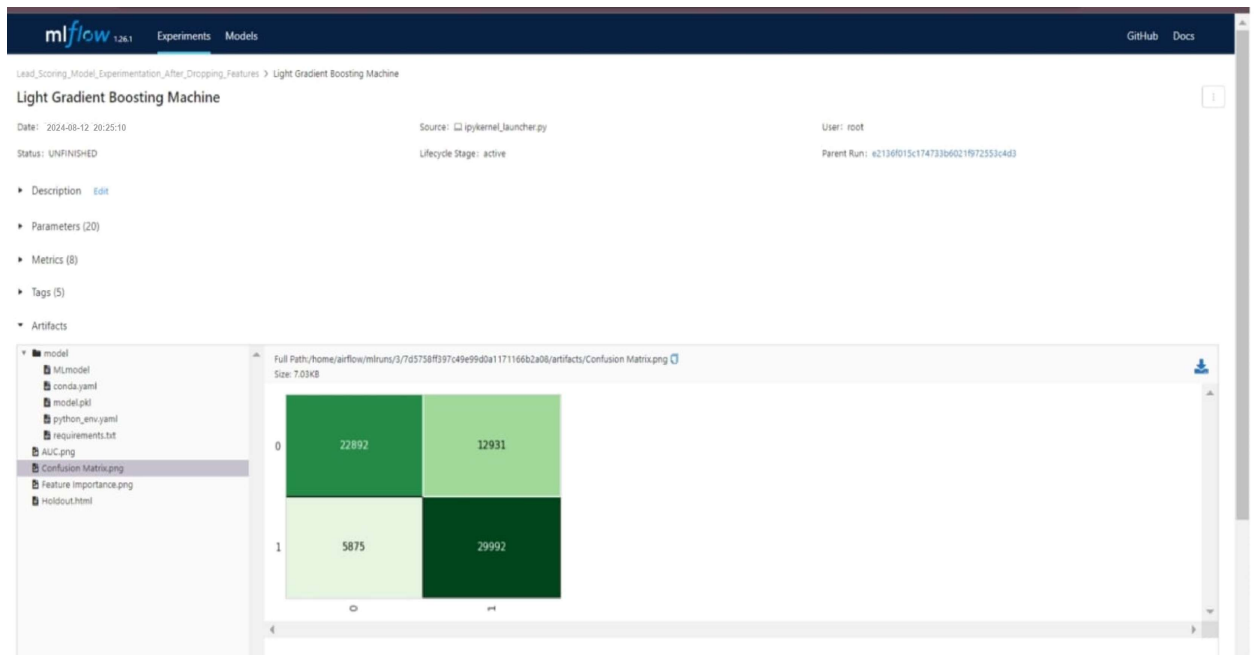 mlflow 1.26.1 Experiments Models GitHub Docs
Lead_Scoring_Model_Experimentation_After_Dropping_Features > Light Gradient Boosting Machine
Light Gradient Boosting Machine
Date: 2024-08-12 20:25:10 Source: ipykernel_launcher.py User: root
Status: UNFINISHED Lifecycle Stage: active Parent Run: e2136f015c174733b6021f972553c4d3
Description Edit
Parameters (20)
Metrics (8)
Tags (5)
Artifacts
model
MLmodel
conda.yaml
model.pkl
python_env.yaml
requirements.txt
AUC.png
Confusion Matrix.png
Feature Importance.png
Holdout.html
Full Path:/home/airflow/mlruns/3/7d5758ff397c49e99d0a1171166b2a08/artifacts/Confusion Matrix.png
Size: 7.03KB
0 22892 12931
1 5875 29992
0 1